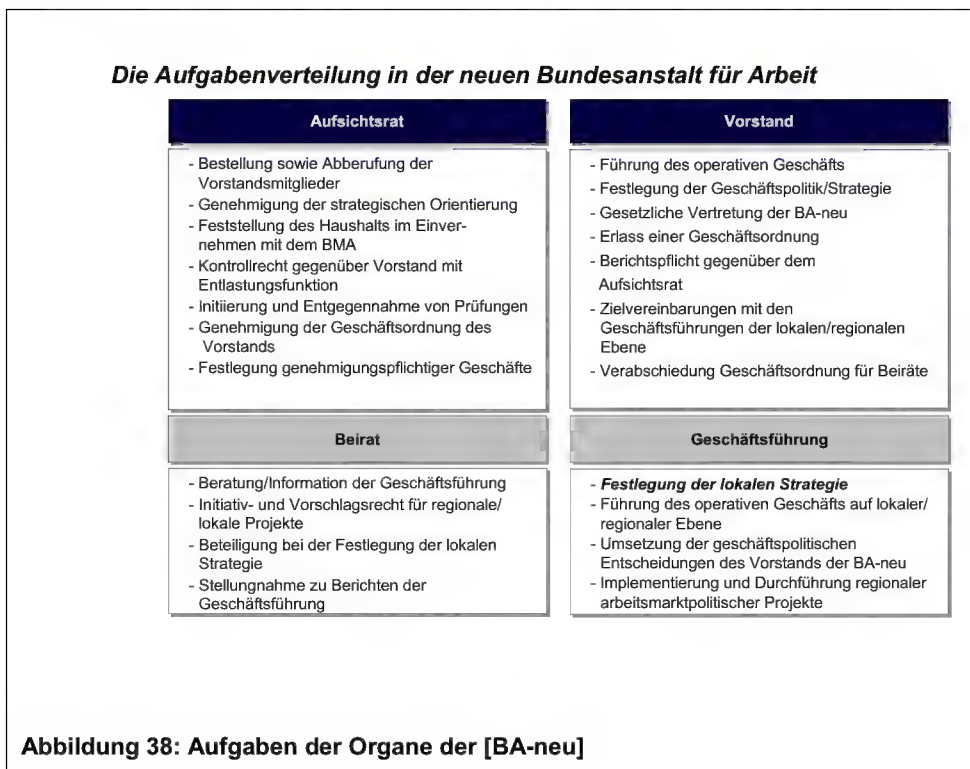 Die Aufgabenverteilung in der neuen Bundesanstalt für Arbeit
Aufsichtsrat
- Bestellung sowie Abberufung der
Vorstandsmitglieder
- Genehmigung der strategischen Orientierung
- Feststellung des Haushalts im Einver-
nehmen mit dem BMA
- Kontrollrecht gegenüber Vorstand mit
Entlastungsfunktion
- Initiierung und Entgegennahme von Prüfungen
- Genehmigung der Geschäftsordnung des
Vorstands
- Festlegung genehmigungspflichtiger Geschäfte
Vorstand
- Führung des operativen Geschäfts
- Festlegung der Geschäftspolitik/Strategie
- Gesetzliche Vertretung der BA-neu
- Erlass einer Geschäftsordnung
- Berichtspflicht gegenüber dem
Aufsichtsrat
- Zielvereinbarungen mit den
Geschäftsführungen der lokalen/regionalen
Ebene
- Verabschiedung Geschäftsordnung für Beiräte
Beirat
- Beratung/Information der Geschäftsführung
- Initiativ- und Vorschlagsrecht für regionale/
lokale Projekte
- Beteiligung bei der Festlegung der lokalen
Strategie
- Stellungnahme zu Berichten der
Geschäftsführung
Geschäftsführung
- Festlegung der lokalen Strategie
- Führung des operativen Geschäfts auf lokaler/
regionaler Ebene
- Umsetzung der geschäftspolitischen
Entscheidungen des Vorstands der BA-neu
- Implementierung und Durchführung regionaler
arbeitsmarktpolitischer Projekte
Abbildung 38: Aufgaben der Organe der [BA-neu]